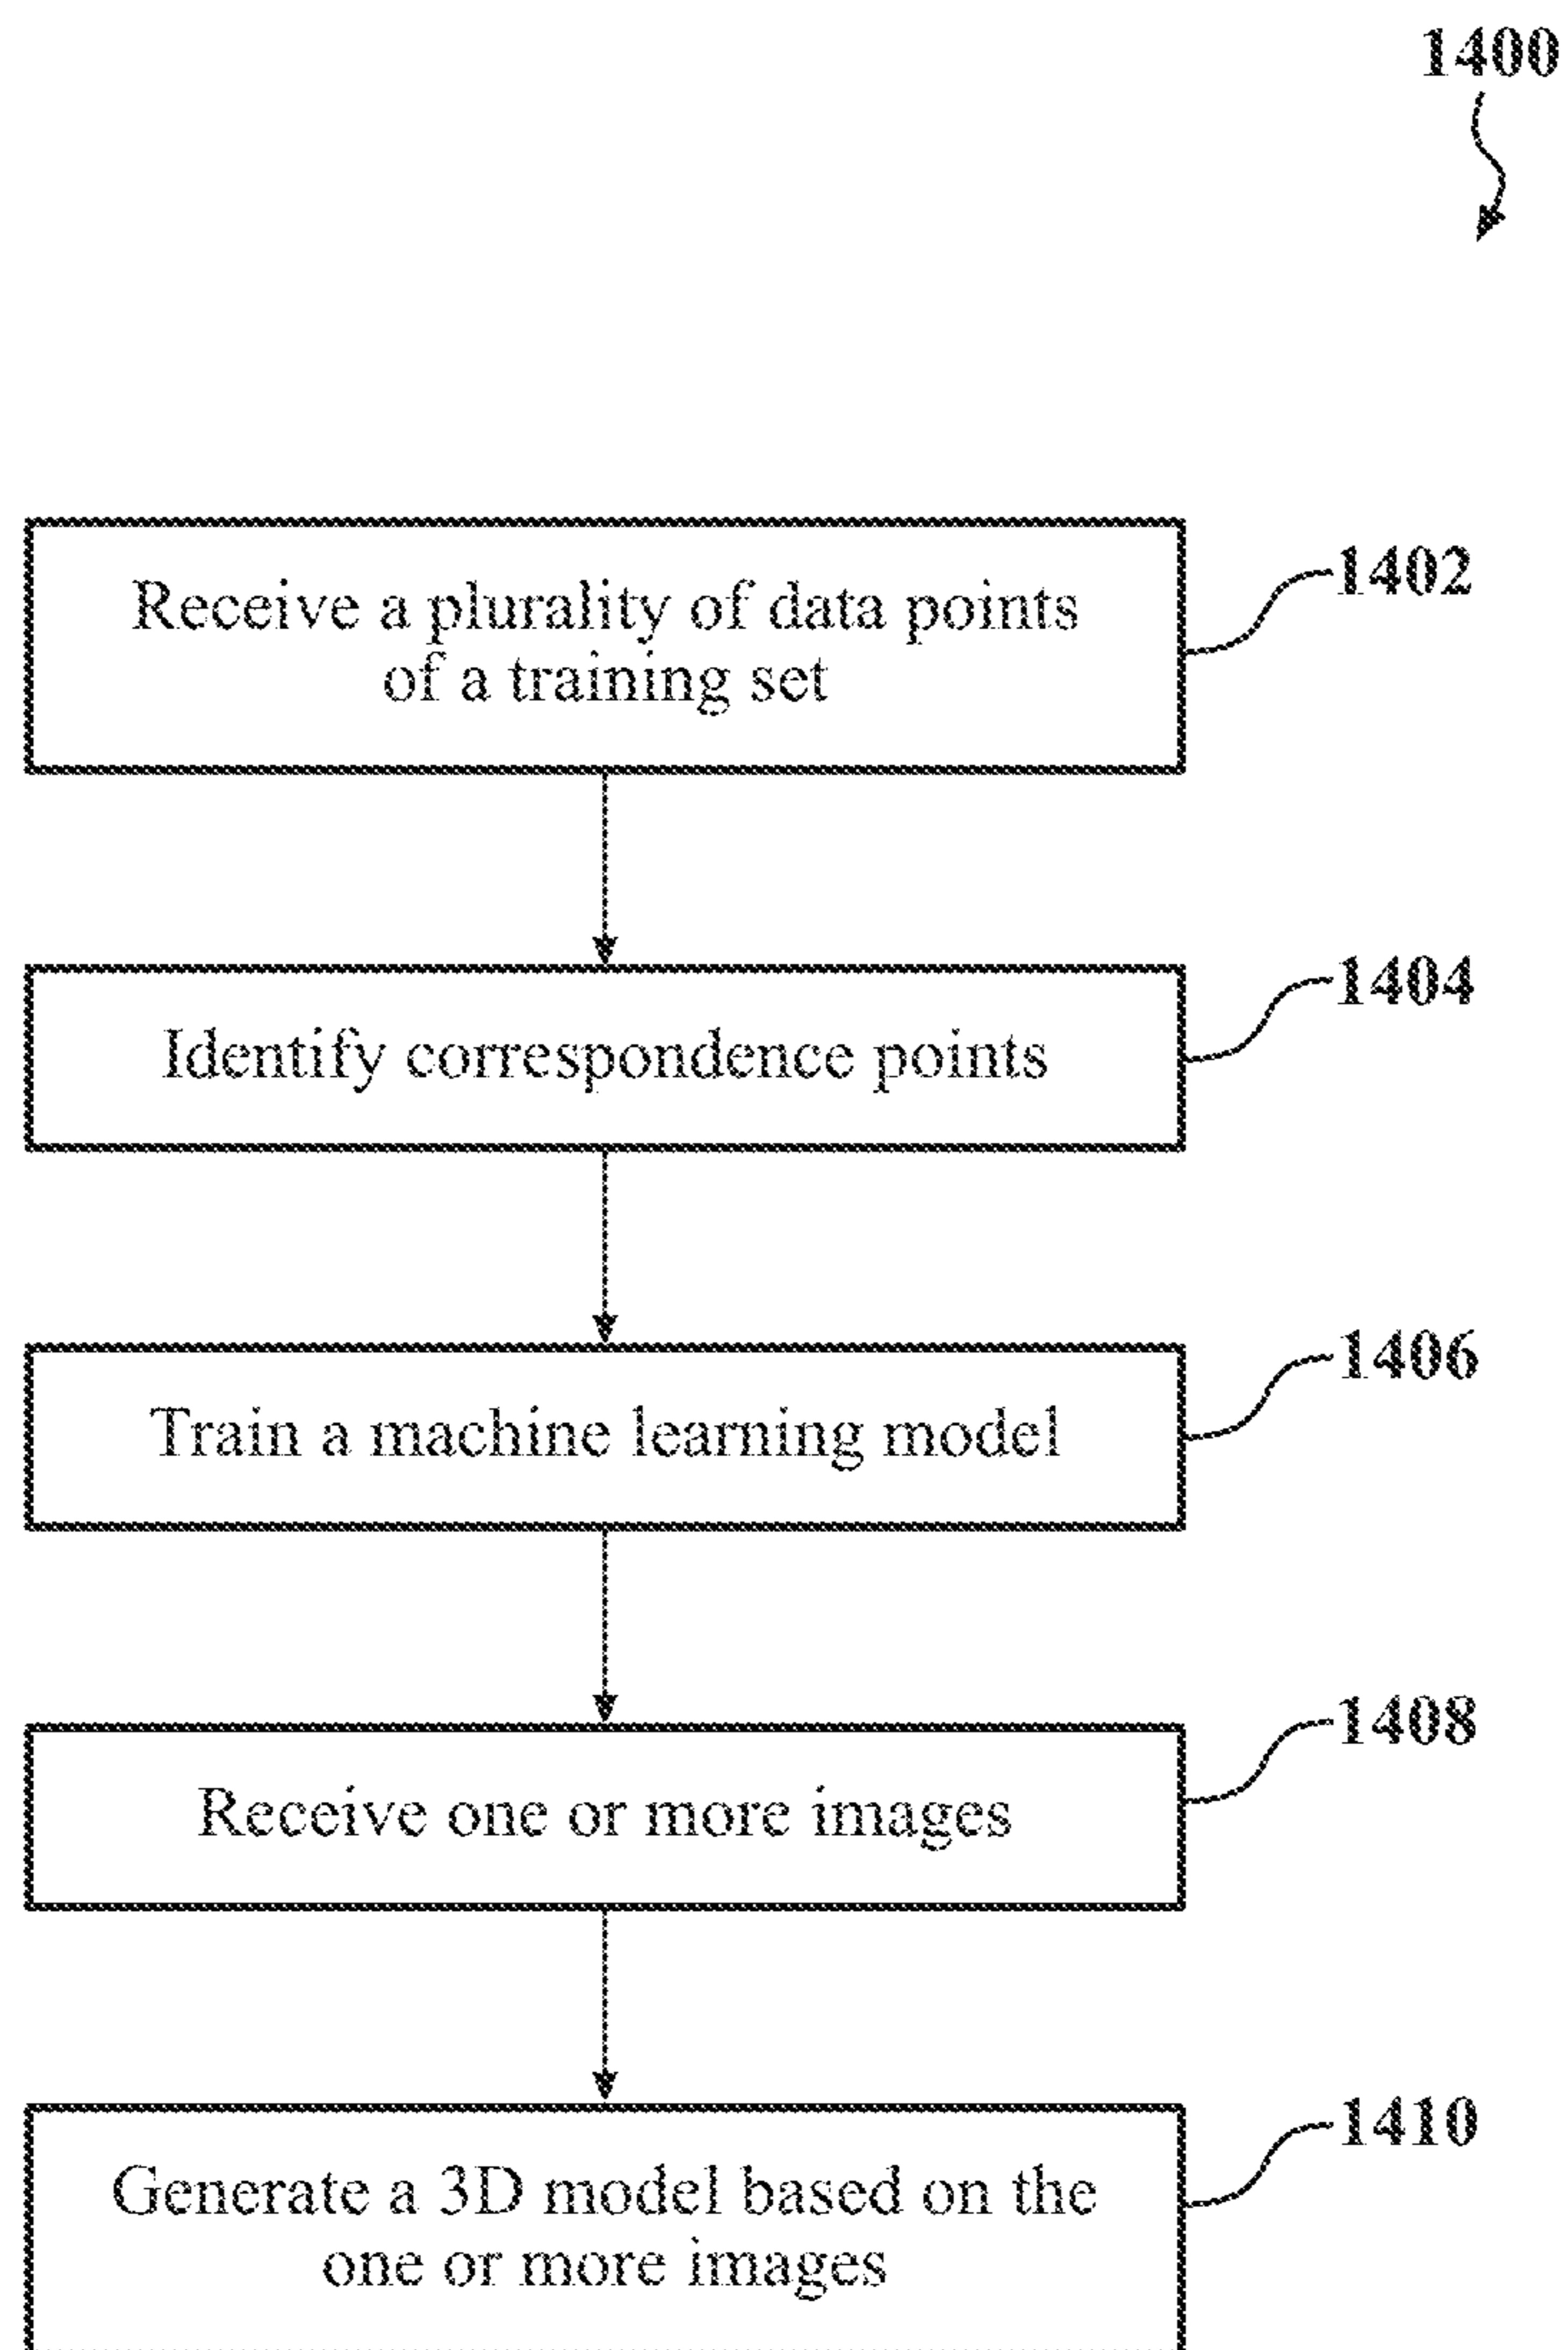 1400
Receive a plurality of data points
of a training set
1402
Identify correspondence points
1404
Train a machine learning model
1406
Receive one or more images
1408
Generate a 3D model based on the
one or more images
1410